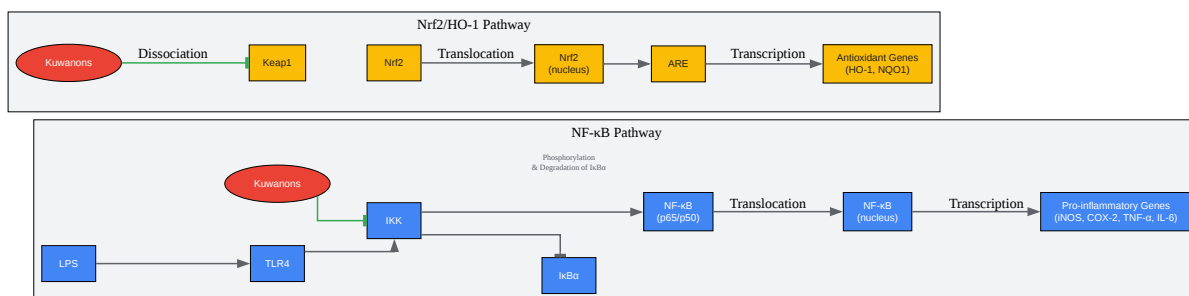 Nrf2/HO-1 Pathway
Kuwanons
Dissociation
Keap1
Nrf2
Translocation
Nrf2
(nucleus)
ARE
Transcription
Antioxidant Genes
(HO-1, NQO1)
NF-κB Pathway
Phosphorylation
& Degradation of IκBα
Kuwanons
IKK
NF-κB
(p65/p50)
Translocation
NF-κB
(nucleus)
Transcription
Pro-inflammatory Genes
(iNOS, COX-2, TNF-α, IL-6)
LPS
TLR4
IκBα